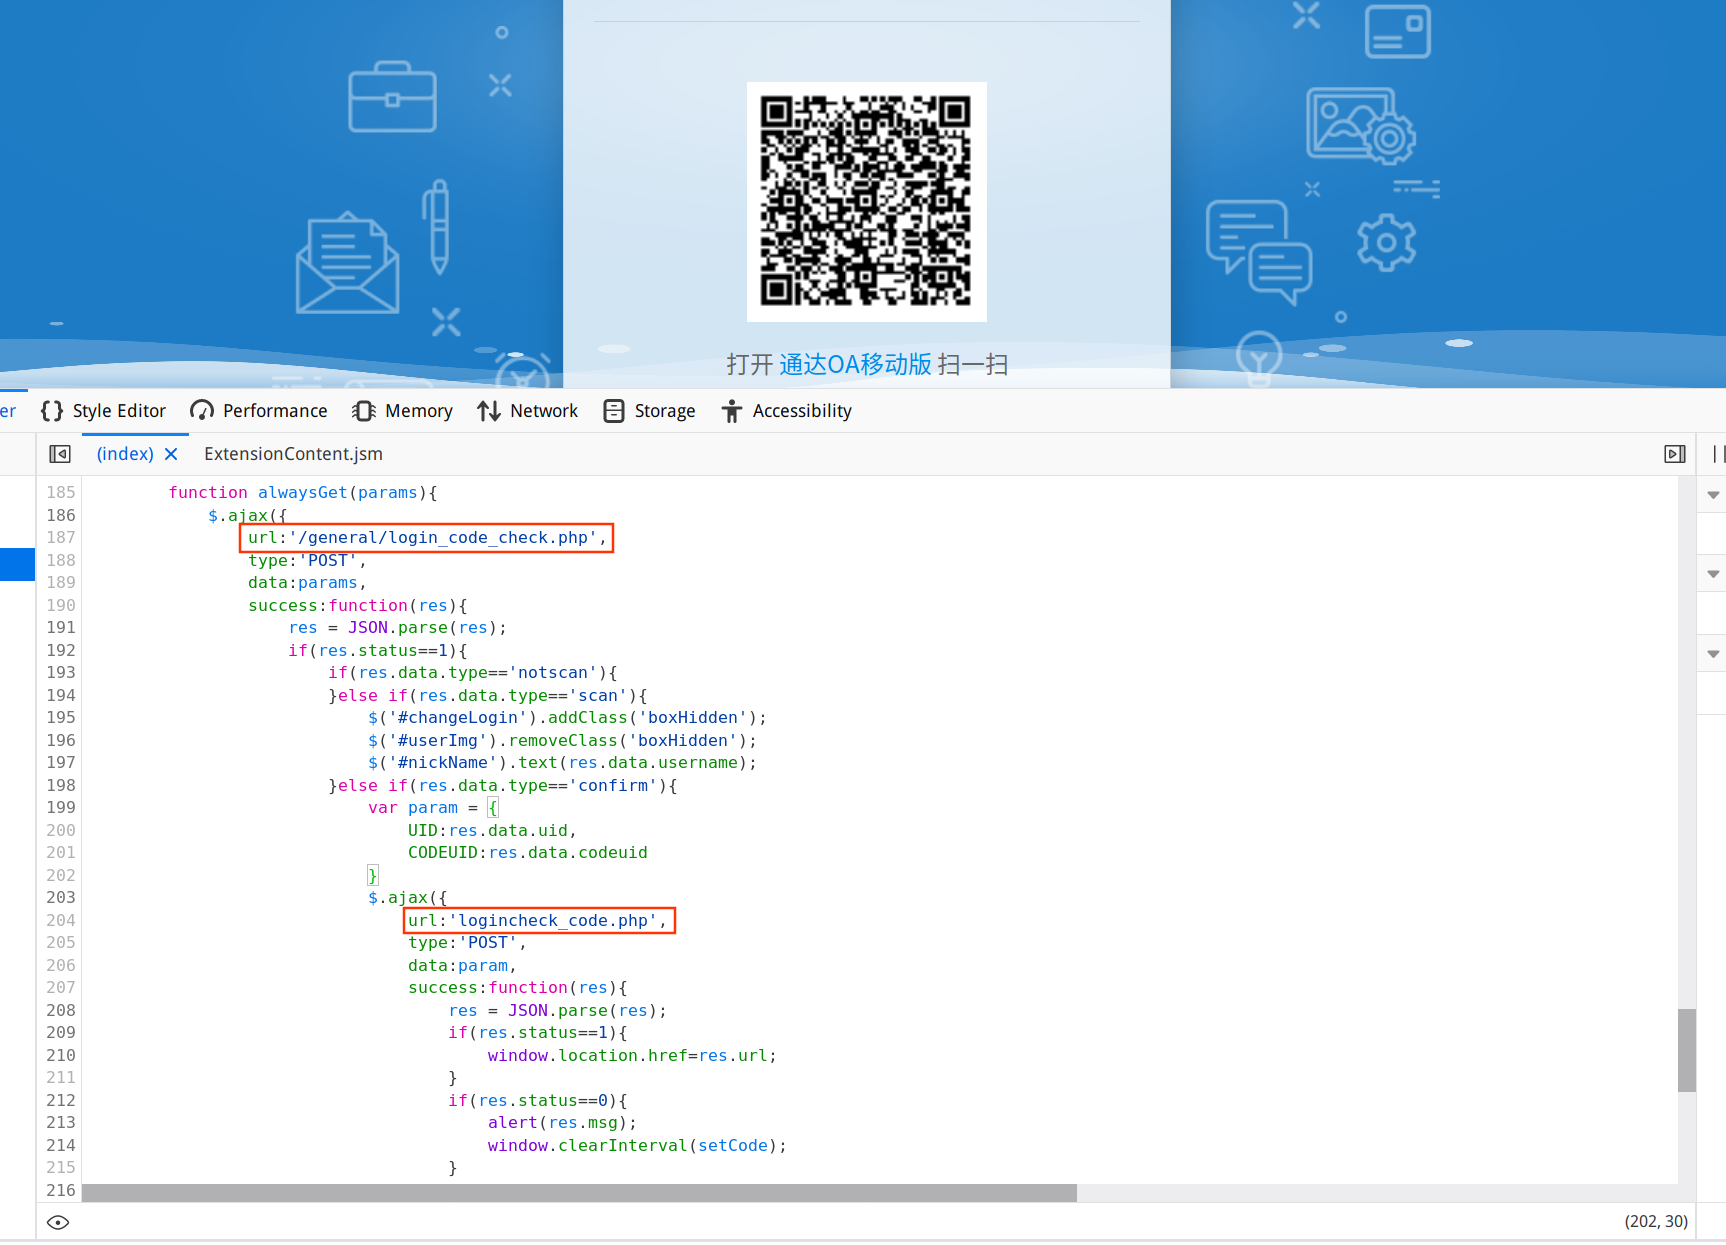 打开 通达OA移动版 扫一扫
er Style Editor Performance Memory Network Storage Accessibility
(index) ExtensionContent.jsm
185 function alwaysGet(params){
186 $.ajax({
187 url:'/general/login_code_check.php',
188 type:'POST',
189 data:params,
190 success:function(res){
191 res = JSON.parse(res);
192 if(res.status==1){
193 if(res.data.type=='notscan'){
194 }else if(res.data.type=='scan'){
195 $('#changeLogin').addClass('boxHidden');
196 $('#userImg').removeClass('boxHidden');
197 $('#nickName').text(res.data.username);
198 }else if(res.data.type=='confirm'){
199 var param = {
200 UID:res.data.uid,
201 CODEUID:res.data.codeuid
202 }
203 $.ajax({
204 url:'logincheck_code.php',
205 type:'POST',
206 data:param,
207 success:function(res){
208 res = JSON.parse(res);
209 if(res.status==1){
210 window.location.href=res.url;
211 }
212 if(res.status==0){
213 alert(res.msg);
214 window.clearInterval(setCode);
215 }
216
(202, 30)